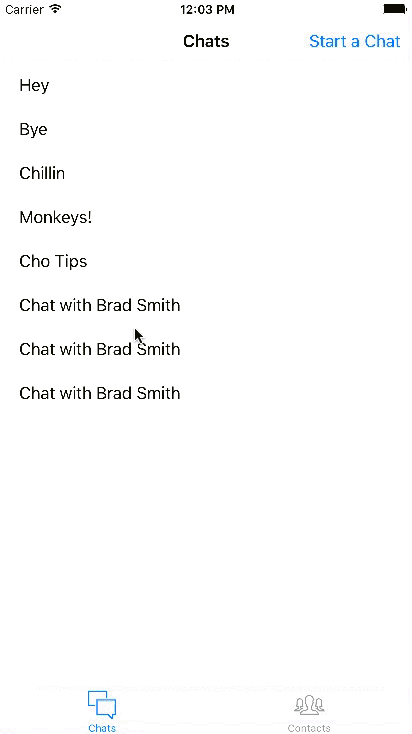 Carrier 12:03 PM
Chats Start a Chat
Hey
Bye
Chillin
Monkeys!
Cho Tips
Chat with Brad Smith
Chat with Brad Smith
Chat with Brad Smith
Chats Contacts